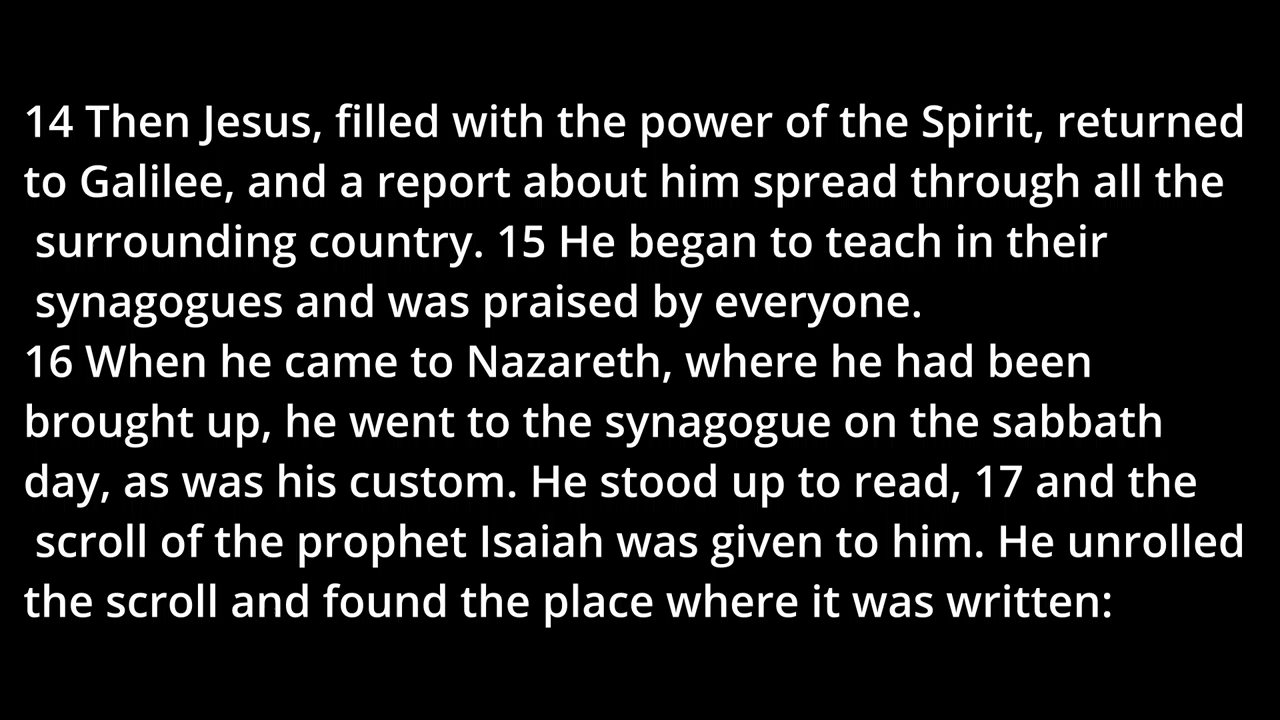 14 Then Jesus, filled with the power of the Spirit, returned
to Galilee, and a report about him spread through all the
surrounding country. 15 He began to teach in their
synagogues and was praised by everyone.
16 When he came to Nazareth, where he had been
brought up, he went to the synagogue on the sabbath
day, as was his custom. He stood up to read, 17 and the
scroll of the prophet Isaiah was given to him. He unrolled
the scroll and found the place where it was written: